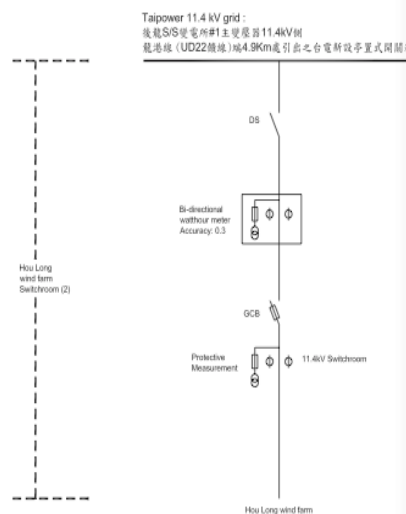 Taipower 11.4 kV grid :
後龍S/S變電所#1主變壓器11.4kV側
龍港線（UD22饋線）端4.9Km處引出之台電新設亭置式開關
DS
Bi-directional
watthour meter
Accuracy: 0.3
Hou Long
wind farm
Switchroom (2)
GCB
Protective
Measurement
11.4kV Switchroom
Hou Long wind farm